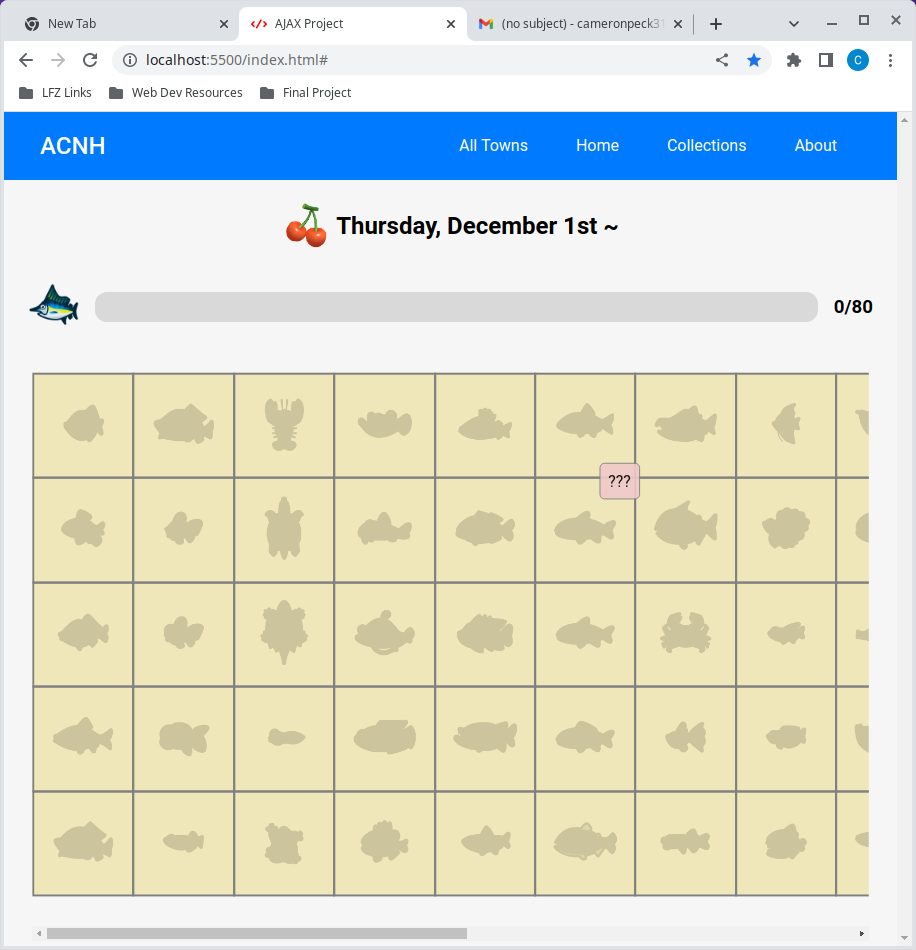 New Tab
AJAX Project
(no subject) - cameronpeck31
localhost:5500/index.html#
C
LFZ Links
Web Dev Resources
Final Project
ACNH
All Towns
Home
Collections
About
Thursday, December 1st ~
0/80
???